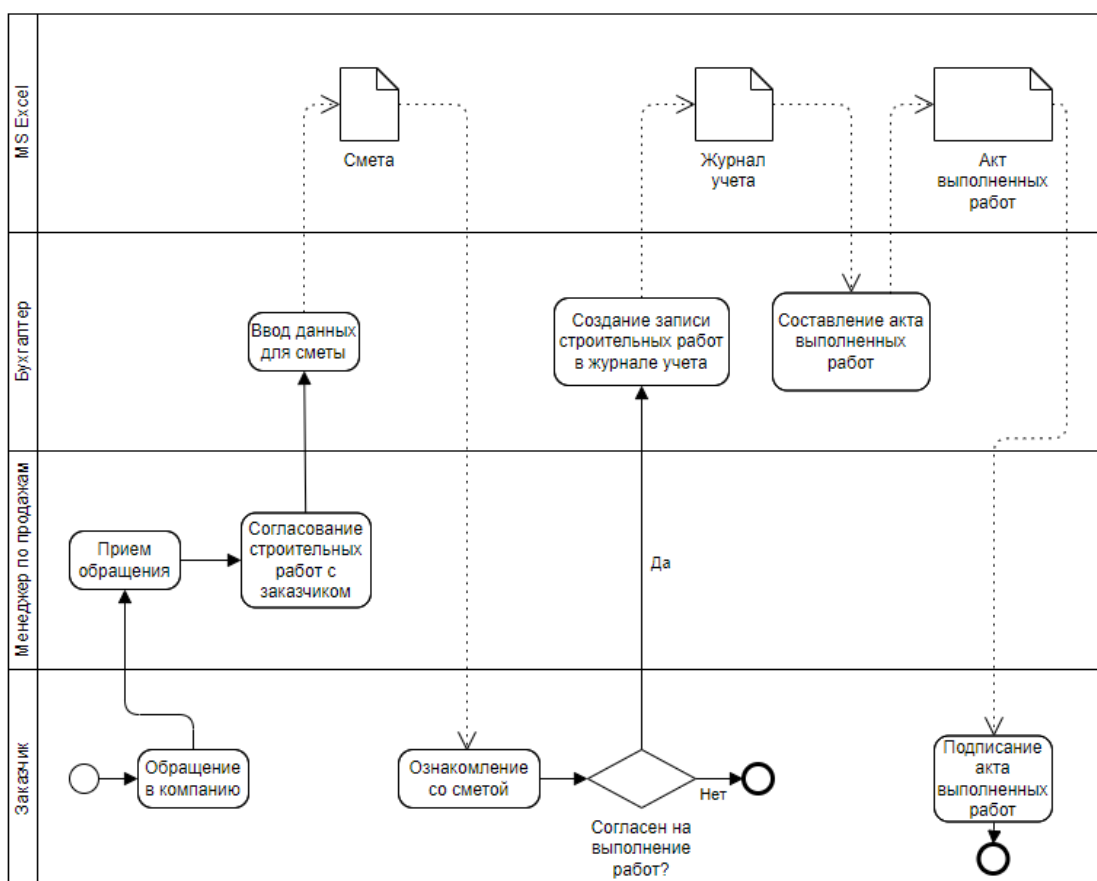 MS Excel
Смета
Журнал
учета
Акт
выполненных
работ
Бухгалтер
Ввод данных
для сметы
Создание записи
строительных работ
в журнале учета
Составление акта
выполненных
работ
Менеджер по продажам
Прием
обращения
Согласование
строительных
работ с
заказчиком
Да
Заказчик
Обращение
в компанию
Ознакомление
со сметой
Согласен на
выполнение
работ?
Нет
Подписание
акта
выполненных
работ